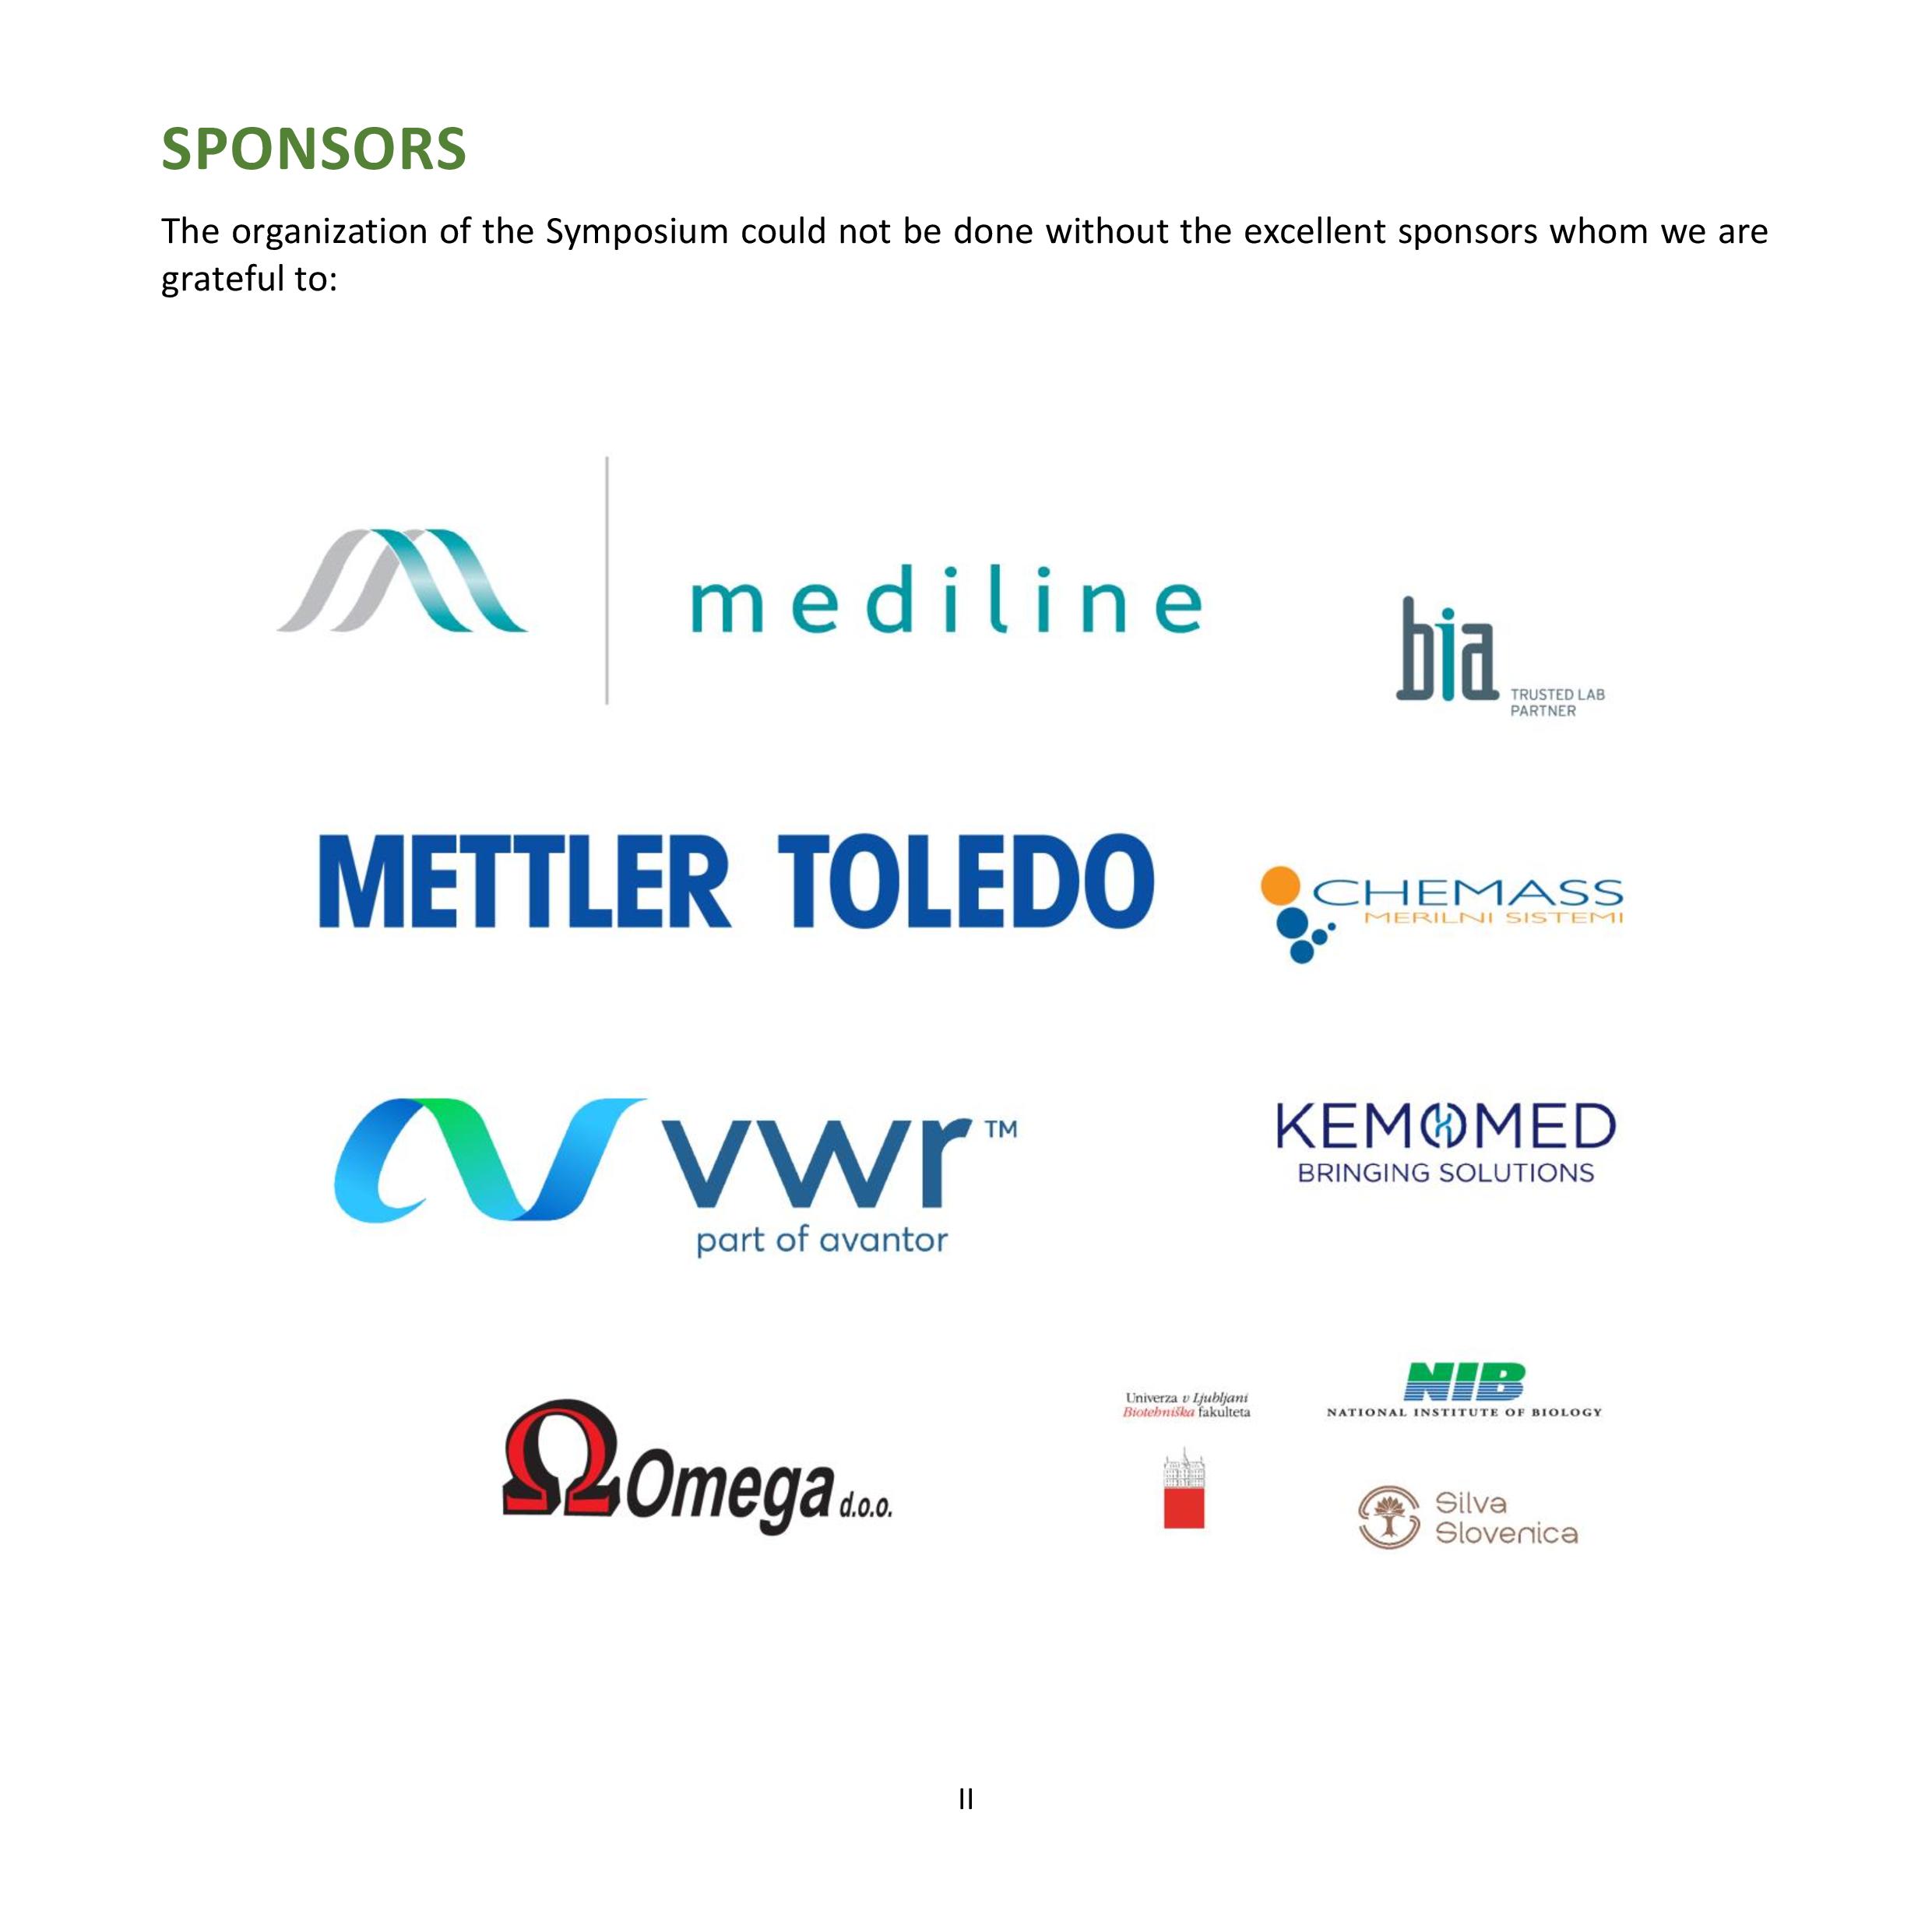 SPONSORS
The organization of the Symposium could not be done without the excellent sponsors whom we are
grateful to:
mediline
bia
TRUSTED LAB
PARTNER
METTLER TOLEDO
CHEMASS
MERILNI SISTEMI
vwr™
part of avantor
KEMOMED
BRINGING SOLUTIONS
Omega d.o.o.
Univerza v Ljubljani
Biotehniška fakulteta
NIB
NATIONAL INSTITUTE OF BIOLOGY
Silva
Slovenica
II